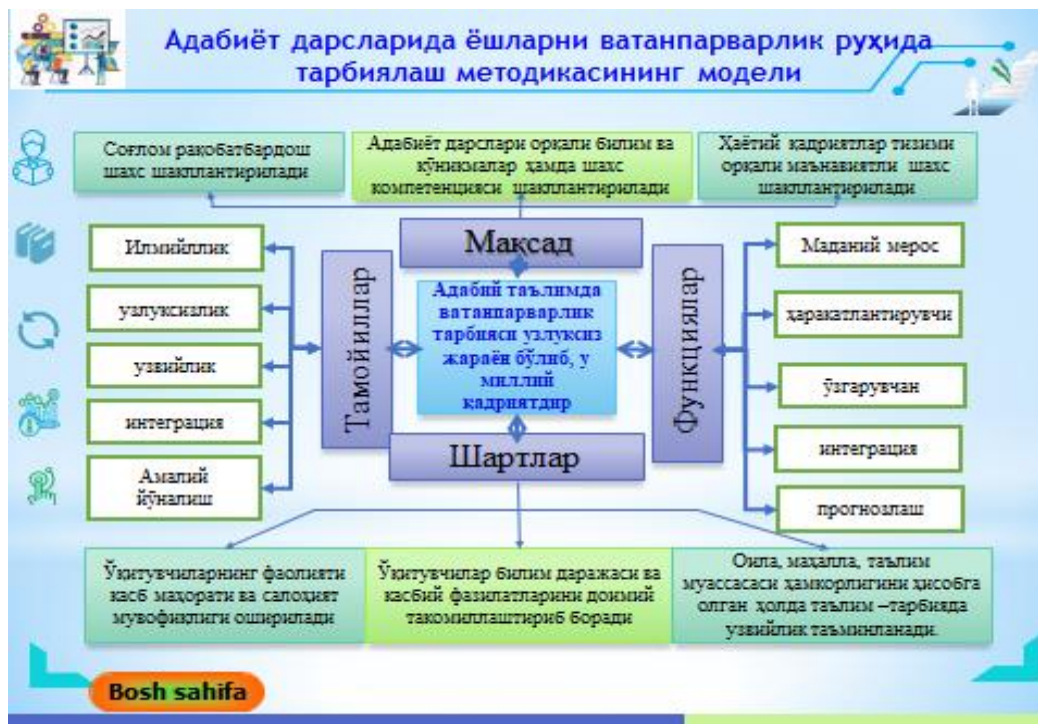 Адабиёт дарсларида ёшларни ватанпарварлик руҳида
тарбиялаш методикасининг модели
Соғлом рақобатбардош
шахс шакллантирилади
Адабиёт дарслари орқали билим ва
кўникмалар ҳамда шахс
компетенцияси шакллантирилади
Ҳаётий қадриятлар тизими
орқали маънавиятли шахс
шакллантирилади
Мақсад
Илмийллик
узлуксизлик
узвийлик
интеграция
Амалий
йўналиш
Тамойиллар
Адабий таълимда
ватанпарварлик
тарбияси узлуксиз
жараён бўлиб, у
миллий
қадриятдир
Функциялар
Маданий мерос
ҳаракатлантирувчи
ўзгарувчан
интеграция
прогнозлаш
Шартлар
Ўқитувчиларнинг фаолияти
касб маҳорати ва салоҳият
мувофиқлиги оширилади
Ўқитувчилар билим даражаси ва
касбий фазилатларини доимий
такомиллаштириб боради
Оила, маҳалла, таълим
муассасаси ҳамкорлигини ҳисобга
олган ҳолда таълим –тарбияда
узвийлик таъминланади.
Bosh sahifa